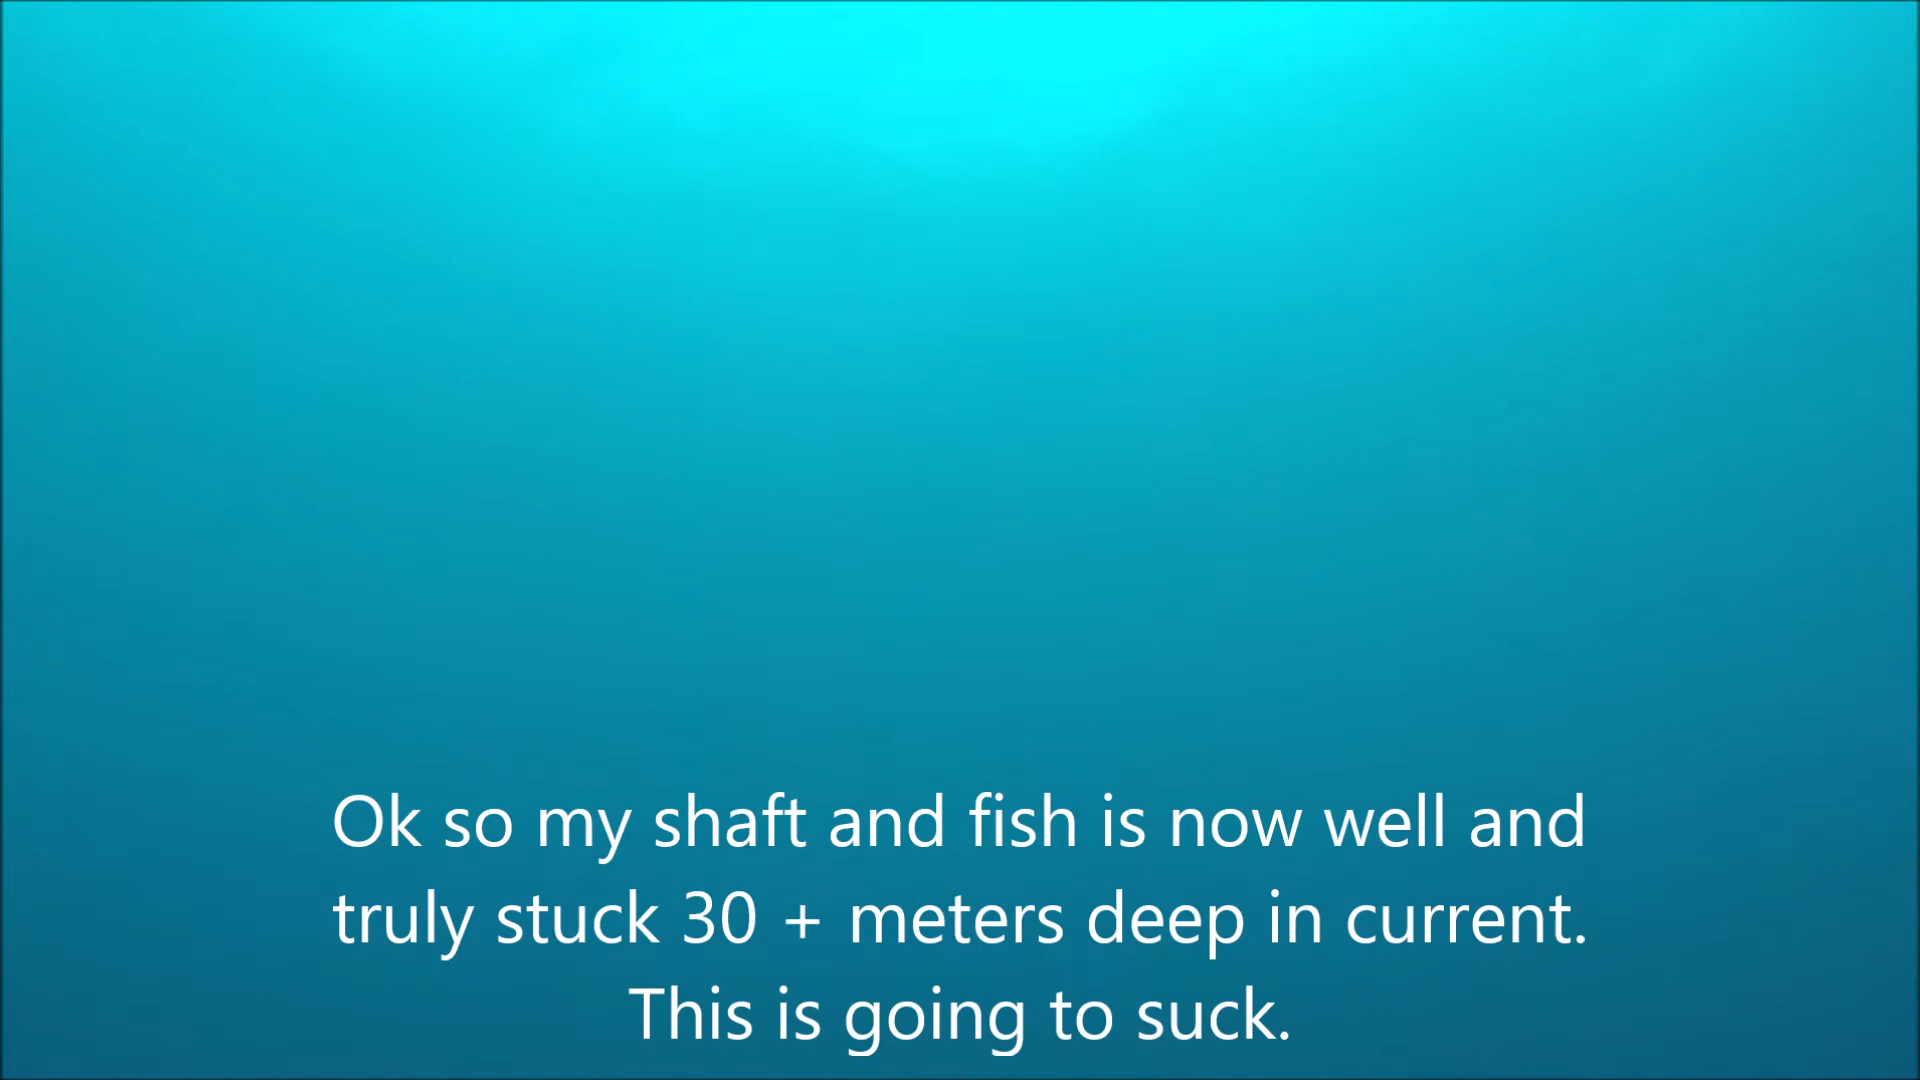 Ok so my shaft and fish is now well and
truly stuck 30 + meters deep in current.
This is going to suck.